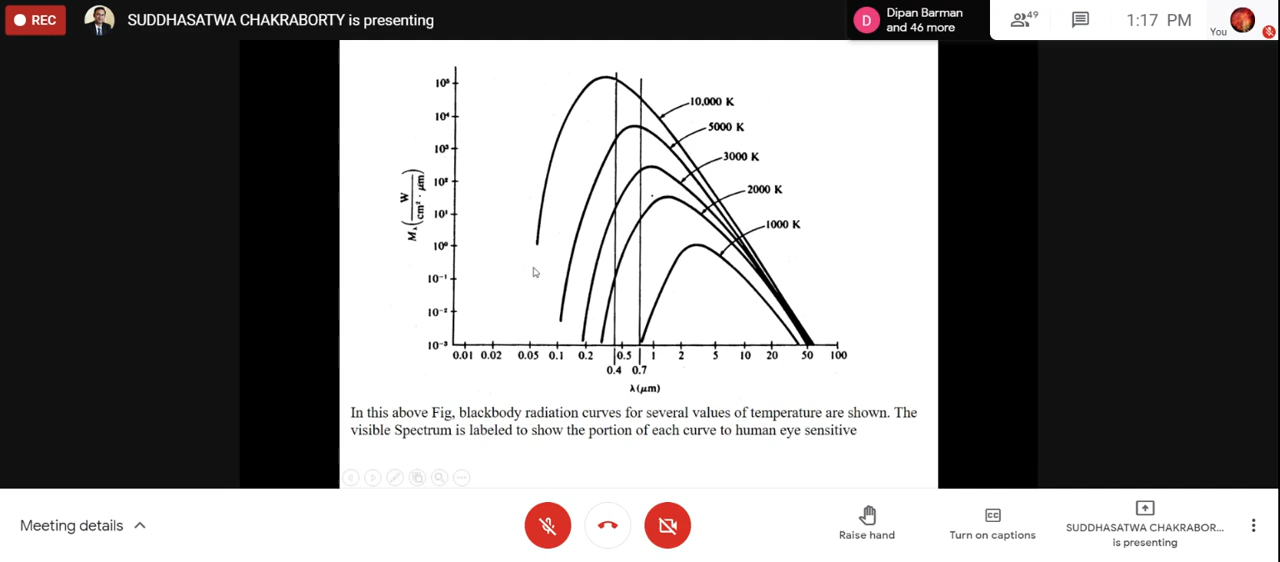 REC
SUDDHASATWA CHAKRABORTY is presenting
D
Dipan Barman
and 46 more
49
1:17 PM
You
10⁵
10⁴
10³
10²
10¹
10⁰
10⁻¹
10⁻²
10⁻³
Mλ (W / cm² · μm)
10,000 K
5000 K
3000 K
2000 K
1000 K
0.01 0.02 0.05 0.1 0.2 0.5 1 2 5 10 20 50 100
0.4 0.7
λ (μm)
In this above Fig, blackbody radiation curves for several values of temperature are shown. The
visible Spectrum is labeled to show the portion of each curve to human eye sensitive
Meeting details
Raise hand
CC
Turn on captions
SUDDHASATWA CHAKRABOR...
is presenting